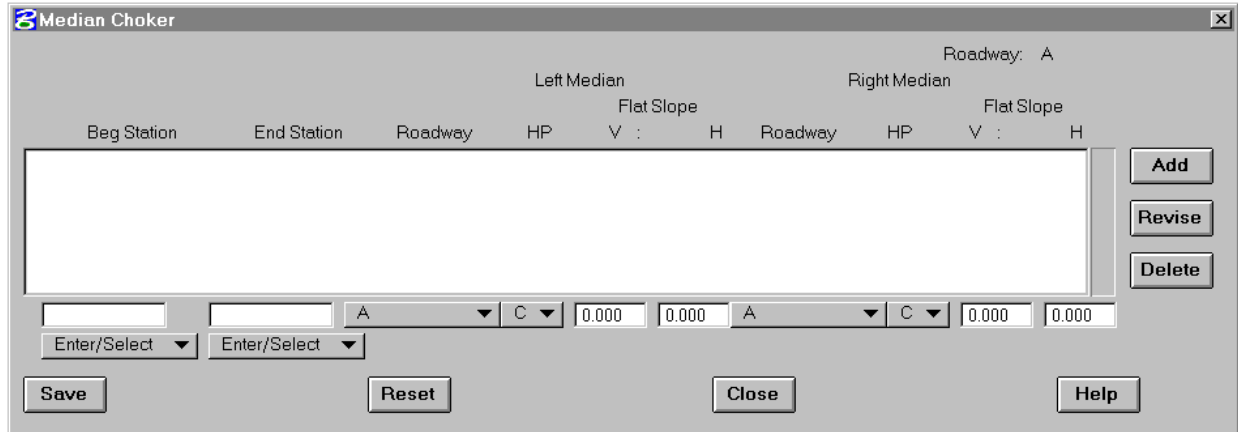 Median Choker
Roadway: A
Left Median Right Median
Flat Slope Flat Slope
Beg Station End Station Roadway HP V : H Roadway HP V : H
Add
Revise
Delete
A C 0.000 0.000 A C 0.000 0.000
Enter/Select Enter/Select
Save Reset Close Help